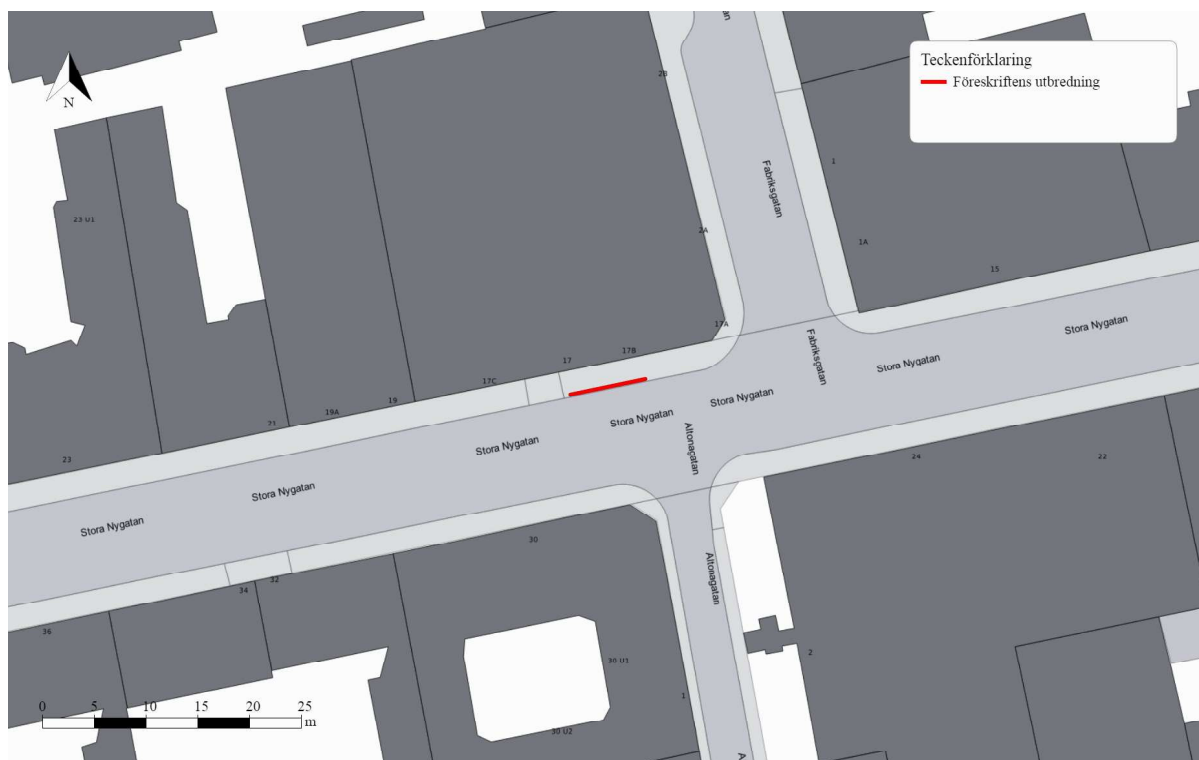 Teckenförklaring
Föreskriftens utbredning
N
Fabriksgatan
2B
1
23 U1
Fabriksgatan
2A
1A
15
17A
Stora Nygatan
17B
17
Fabriksgatan
Stora Nygatan
17C
Stora Nygatan
19
19A
Stora Nygatan
21
Altonagatan
Stora Nygatan
23
24
22
Stora Nygatan
Stora Nygatan
30
Altonagatan
32
34
36
30 U1
2
1
30 U2
0 5 10 15 20 25
m